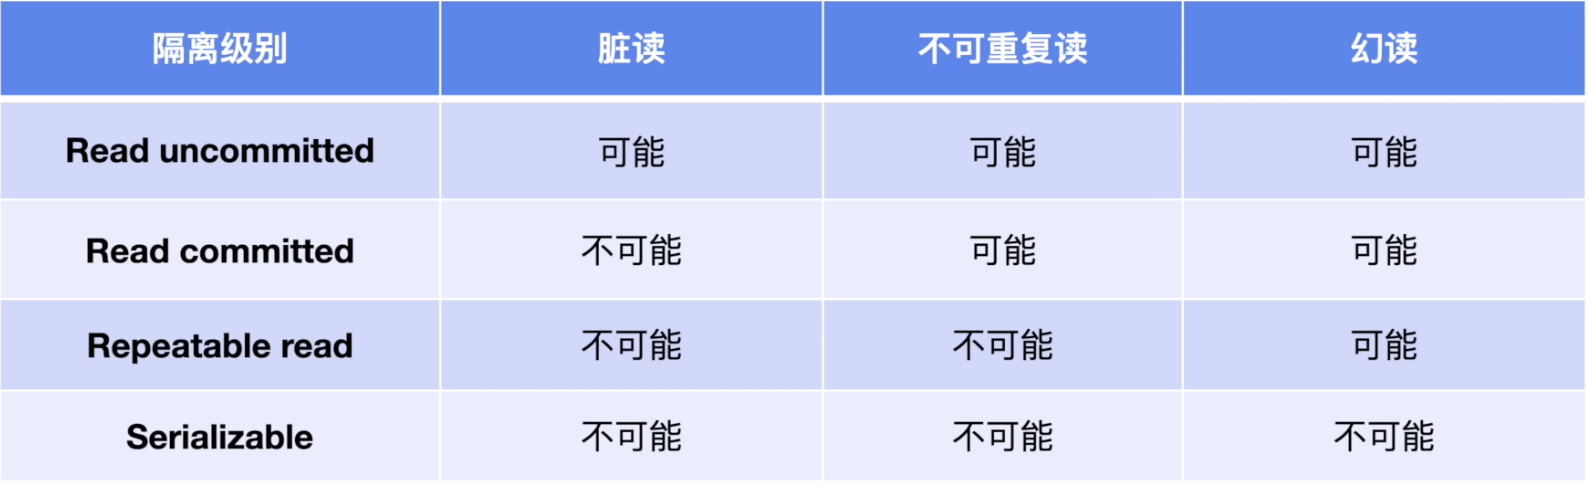 隔离级别 脏读 不可重复读 幻读
Read uncommitted 可能 可能 可能
Read committed 不可能 可能 可能
Repeatable read 不可能 不可能 可能
Serializable 不可能 不可能 不可能